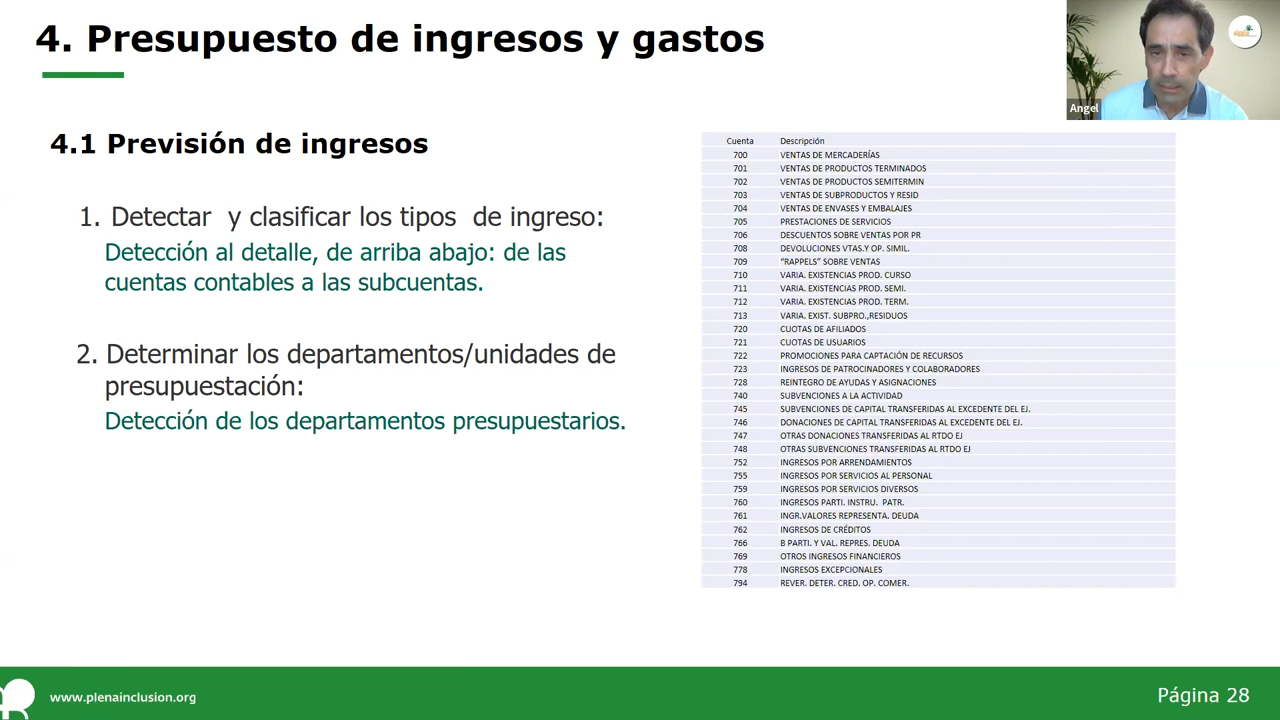 4. Presupuesto de ingresos y gastos
Angel
4.1 Previsión de ingresos
1. Detectar y clasificar los tipos de ingreso:
Detección al detalle, de arriba abajo: de las
cuentas contables a las subcuentas.
2. Determinar los departamentos/unidades de
presupuestación:
Detección de los departamentos presupuestarios.
Cuenta Descripción
700 VENTAS DE MERCADERÍAS
701 VENTAS DE PRODUCTOS TERMINADOS
702 VENTAS DE PRODUCTOS SEMITERMIN
703 VENTAS DE SUBPRODUCTOS Y RESID
704 VENTAS DE ENVASES Y EMBALAJES
705 PRESTACIONES DE SERVICIOS
706 DESCUENTOS SOBRE VENTAS POR PR
708 DEVOLUCIONES VTAS.Y OP. SIMIL.
709 “RAPPELS” SOBRE VENTAS
710 VARIA. EXISTENCIAS PROD. CURSO
711 VARIA. EXISTENCIAS PROD. SEMI.
712 VARIA. EXISTENCIAS PROD. TERM.
713 VARIA. EXIST. SUBPRO.,RESIDUOS
720 CUOTAS DE AFILIADOS
721 CUOTAS DE USUARIOS
722 PROMOCIONES PARA CAPTACIÓN DE RECURSOS
723 INGRESOS DE PATROCINADORES Y COLABORADORES
728 REINTEGRO DE AYUDAS Y ASIGNACIONES
740 SUBVENCIONES A LA ACTIVIDAD
745 SUBVENCIONES DE CAPITAL TRANSFERIDAS AL EXCEDENTE DEL EJ.
746 DONACIONES DE CAPITAL TRANSFERIDAS AL EXCEDENTE DEL EJ.
747 OTRAS DONACIONES TRANSFERIDAS AL RTDO EJ
748 OTRAS SUBVENCIONES TRANSFERIDAS AL RTDO EJ
752 INGRESOS POR ARRENDAMIENTOS
755 INGRESOS POR SERVICIOS AL PERSONAL
759 INGRESOS POR SERVICIOS DIVERSOS
760 INGRESOS PARTI. INSTRU. PATR.
761 INGR.VALORES REPRESENTA. DEUDA
762 INGRESOS DE CRÉDITOS
766 B PARTI. Y VAL. REPRES. DEUDA
769 OTROS INGRESOS FINANCIEROS
778 INGRESOS EXCEPCIONALES
794 REVER. DETER. CRED. OP. COMER.
www.plenainclusion.org
Página 28